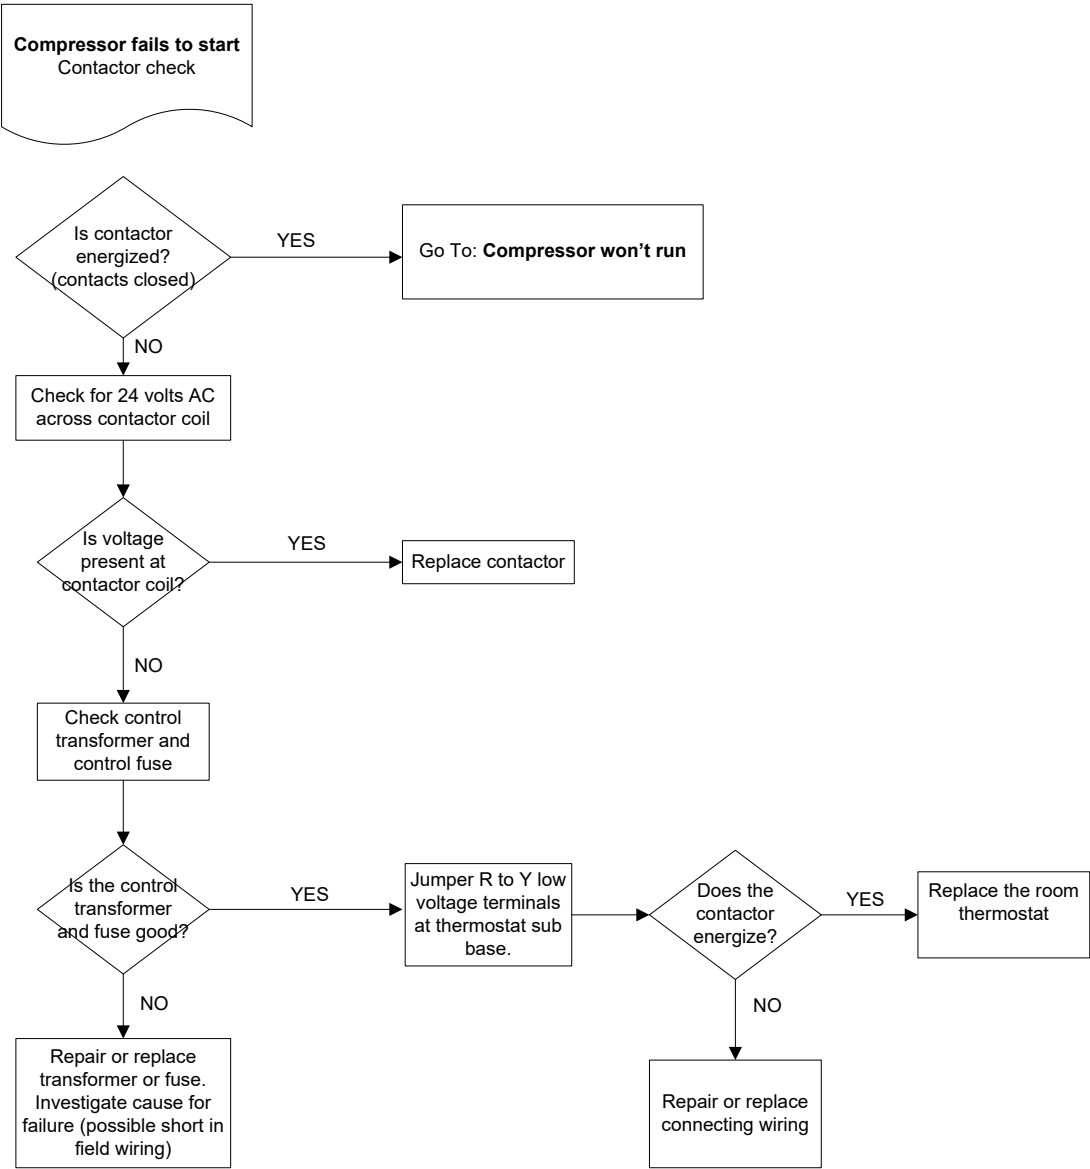 Compressor fails to start
Contactor check
Is contactor
energized?
(contacts closed)
YES
Go To: Compressor won't run
NO
Check for 24 volts AC
across contactor coil
Is voltage
present at
contactor coil?
YES
Replace contactor
NO
Check control
transformer and
control fuse
Is the control
transformer
and fuse good?
YES
Jumper R to Y low
voltage terminals
at thermostat sub
base.
Does the
contactor
energize?
YES
Replace the room
thermostat
NO
Repair or replace
transformer or fuse.
Investigate cause for
failure (possible short in
field wiring)
NO
Repair or replace
connecting wiring